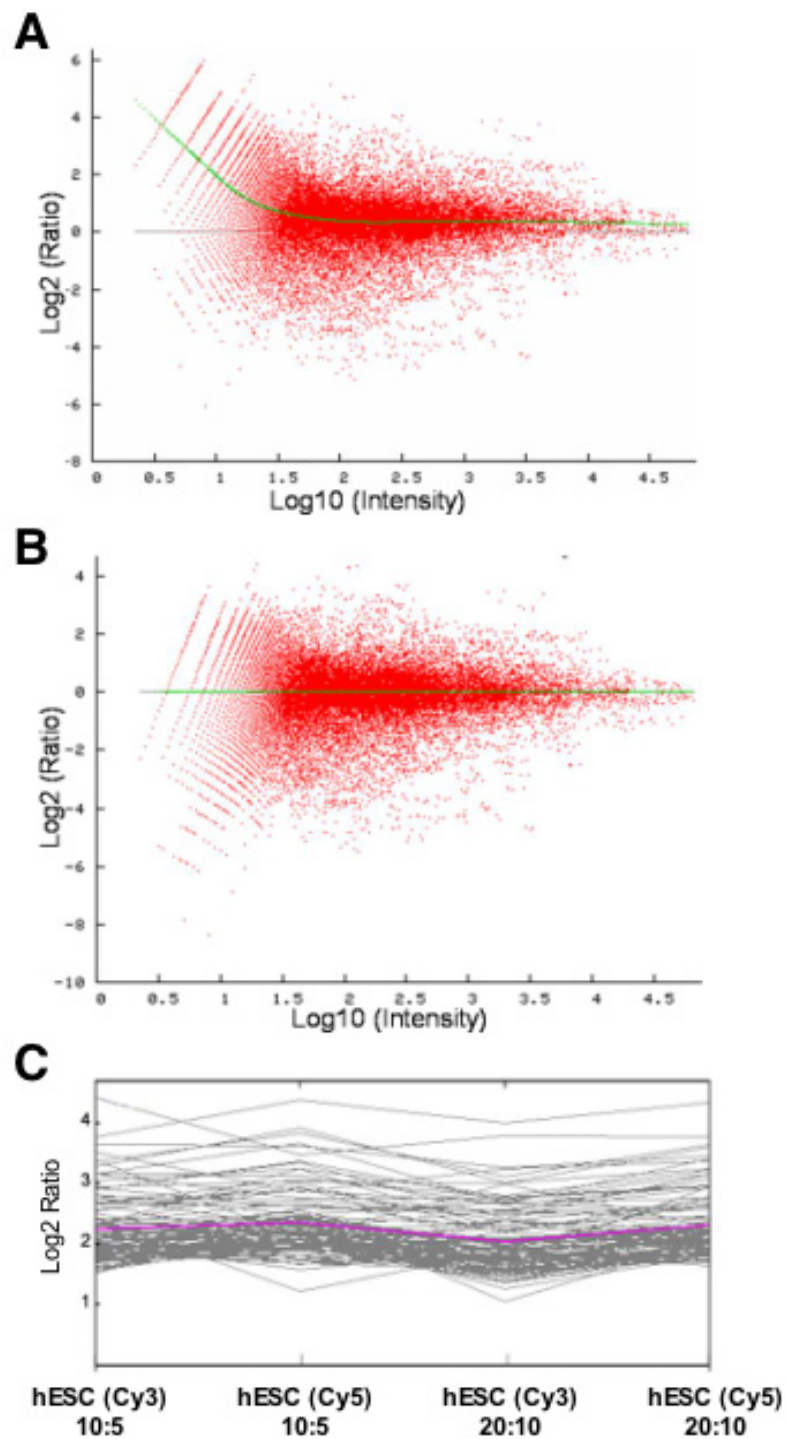 A
6
4
2
0
-2
-4
-6
-8
Log2 (Ratio)
0 0.5 1 1.5 2 2.5 3 3.5 4 4.5
Log10 (Intensity)
B
4
2
0
-2
-4
-6
-8
-10
Log2 (Ratio)
0 0.5 1 1.5 2 2.5 3 3.5 4 4.5
Log10 (Intensity)
C
4
3
2
1
Log2 Ratio
hESC (Cy3) hESC (Cy5) hESC (Cy3) hESC (Cy5)
10:5 10:5 20:10 20:10